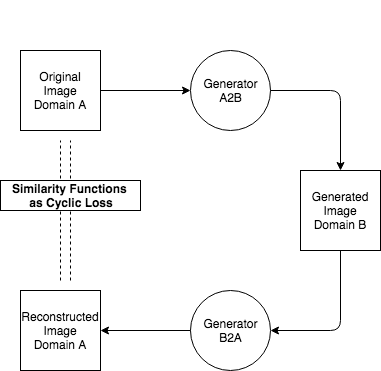 Original
Image
Domain A
Generator
A2B
Similarity Functions
as Cyclic Loss
Generated
Image
Domain B
Reconstructed
Image
Domain A
Generator
B2A